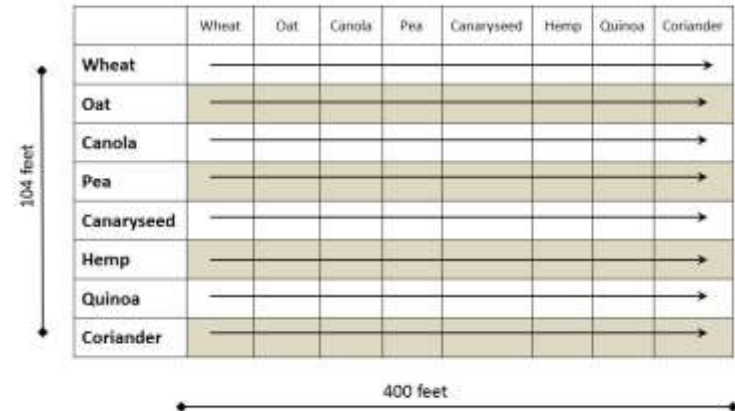 Wheat Oat Canola Pea Canaryseed Hemp Quinoa Coriander
Wheat
Oat
Canola
Pea
Canaryseed
Hemp
Quinoa
Coriander
104 feet
400 feet